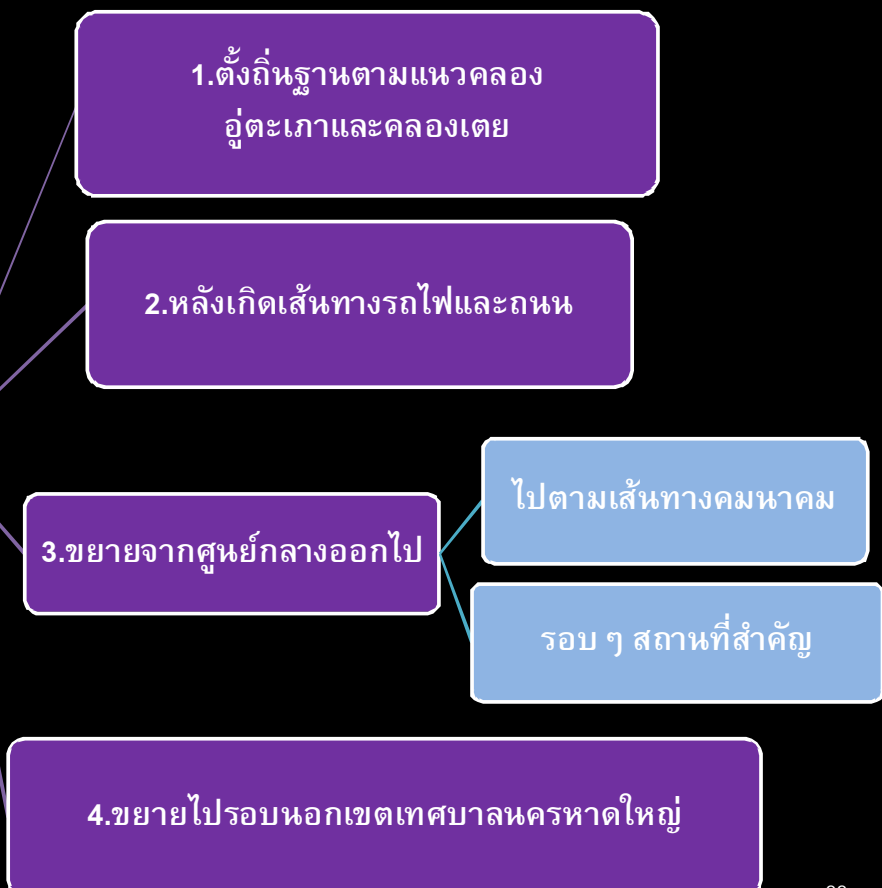 1.ตั้งถิ่นฐานตามแนวคลอง
อู่ตะเภาและคลองเตย
2.หลังเกิดเส้นทางรถไฟและถนน
3.ขยายจากศูนย์กลางออกไป
ไปตามเส้นทางคมนาคม
รอบ ๆ สถานที่สำคัญ
4.ขยายไปรอบนอกเขตเทศบาลนครหาดใหญ่